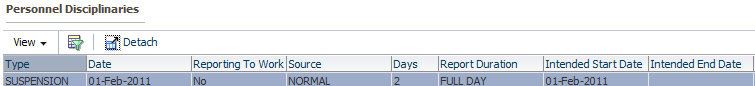 Personnel Disciplinaries
View Detach
Type Date Reporting To Work Source Days Report Duration Intended Start Date Intended End Date
SUSPENSION 01-Feb-2011 No NORMAL 2 FULL DAY 01-Feb-2011